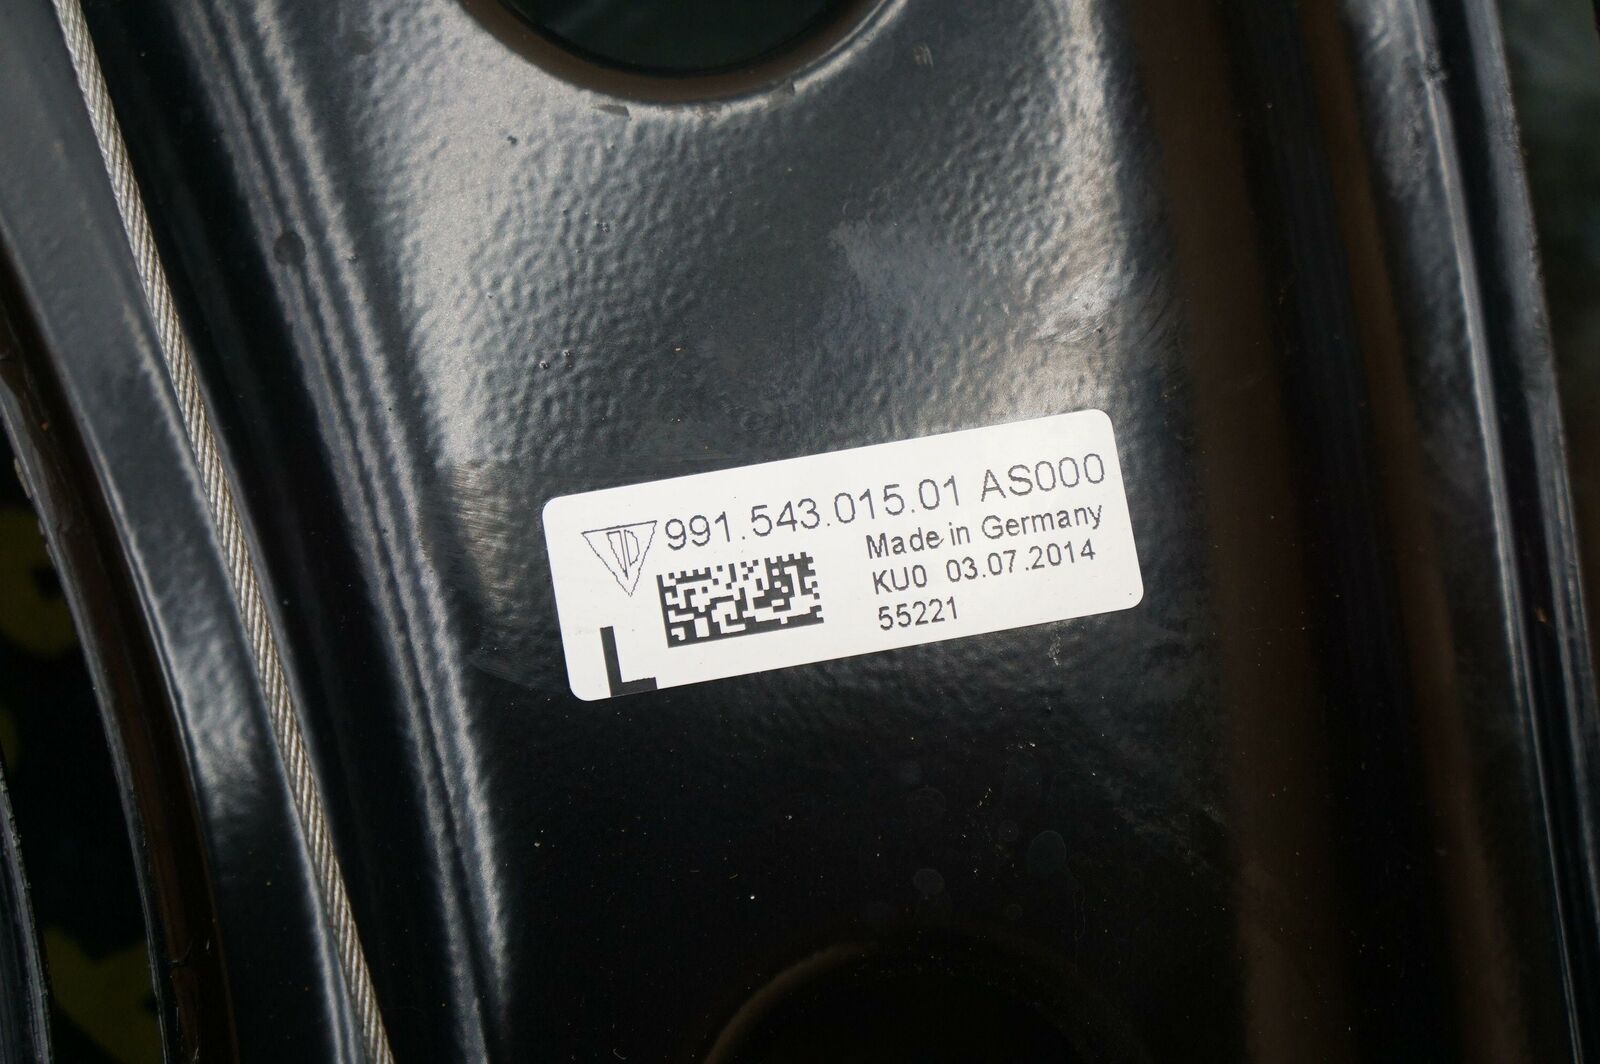 991.543.015.01 AS000
Made in Germany
KU0 03.07.2014
55221
L